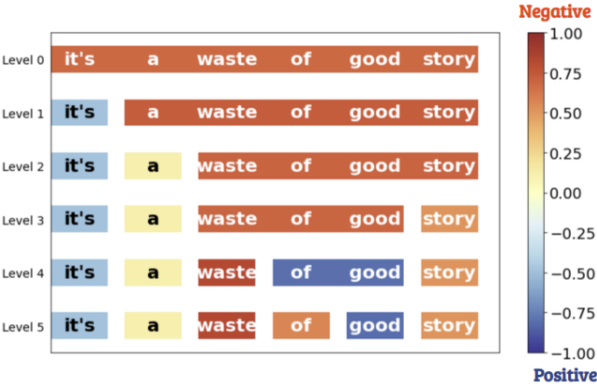 Negative
Level 0 it's a waste of good story 1.00
0.75
Level 1 it's a waste of good story 0.50
0.25
Level 2 it's a waste of good story 0.00
Level 3 it's a waste of good story −0.25
Level 4 it's a waste of good story −0.50
−0.75
Level 5 it's a waste of good story −1.00
Positive